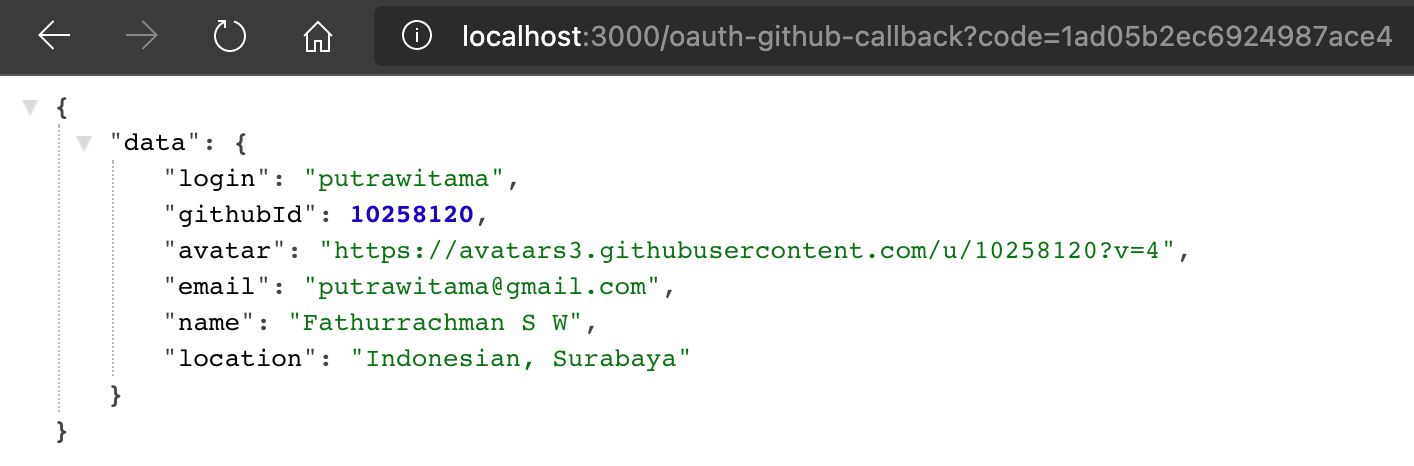 localhost:3000/oauth-github-callback?code=1ad05b2ec6924987ace4
{
"data": {
"login": "putrawitama",
"githubId": 10258120,
"avatar": "https://avatars3.githubusercontent.com/u/10258120?v=4",
"email": "putrawitama@gmail.com",
"name": "Fathurrachman S W",
"location": "Indonesian, Surabaya"
}
}